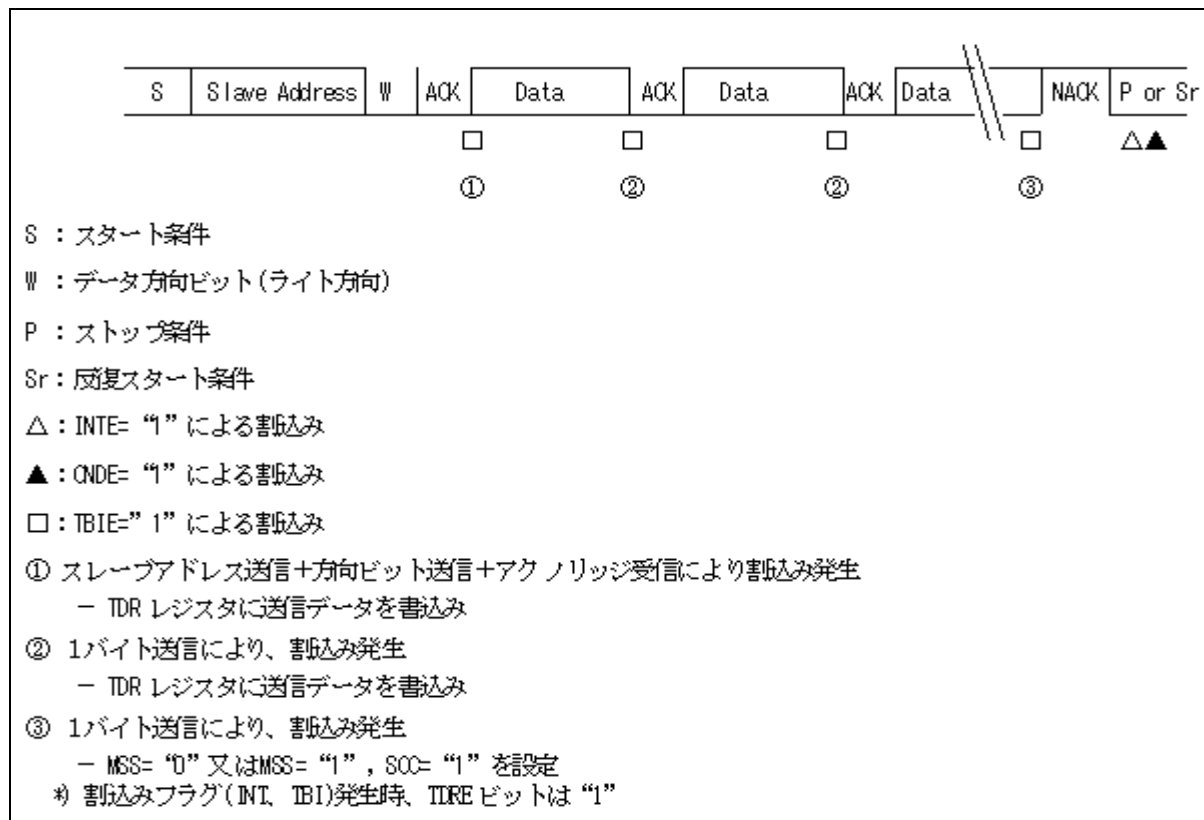 S Slave Address W ACK Data ACK Data ACK Data NACK P or Sr
□ □ □ □ △▲
① ② ② ③
S : スタート条件
W : データ方向ビット(ライト方向)
P : ストップ条件
Sr : 反復スタート条件
△ : INTE= “1” による割込み
▲ : CNDE= “1” による割込み
□ : TBIE=” 1” による割込み
① スレーブアドレス送信+方向ビット送信+アクノリッジ受信により割込み発生
− TDR レジスタに送信データを書込み
② 1バイト送信により、割込み発生
− TDR レジスタに送信データを書込み
③ 1バイト送信により、割込み発生
− MSS= “0” 又はMSS= “1” , SCC= “1” を設定
*) 割込みフラグ(INT、TBI)発生時、TDRE ビットは “1”